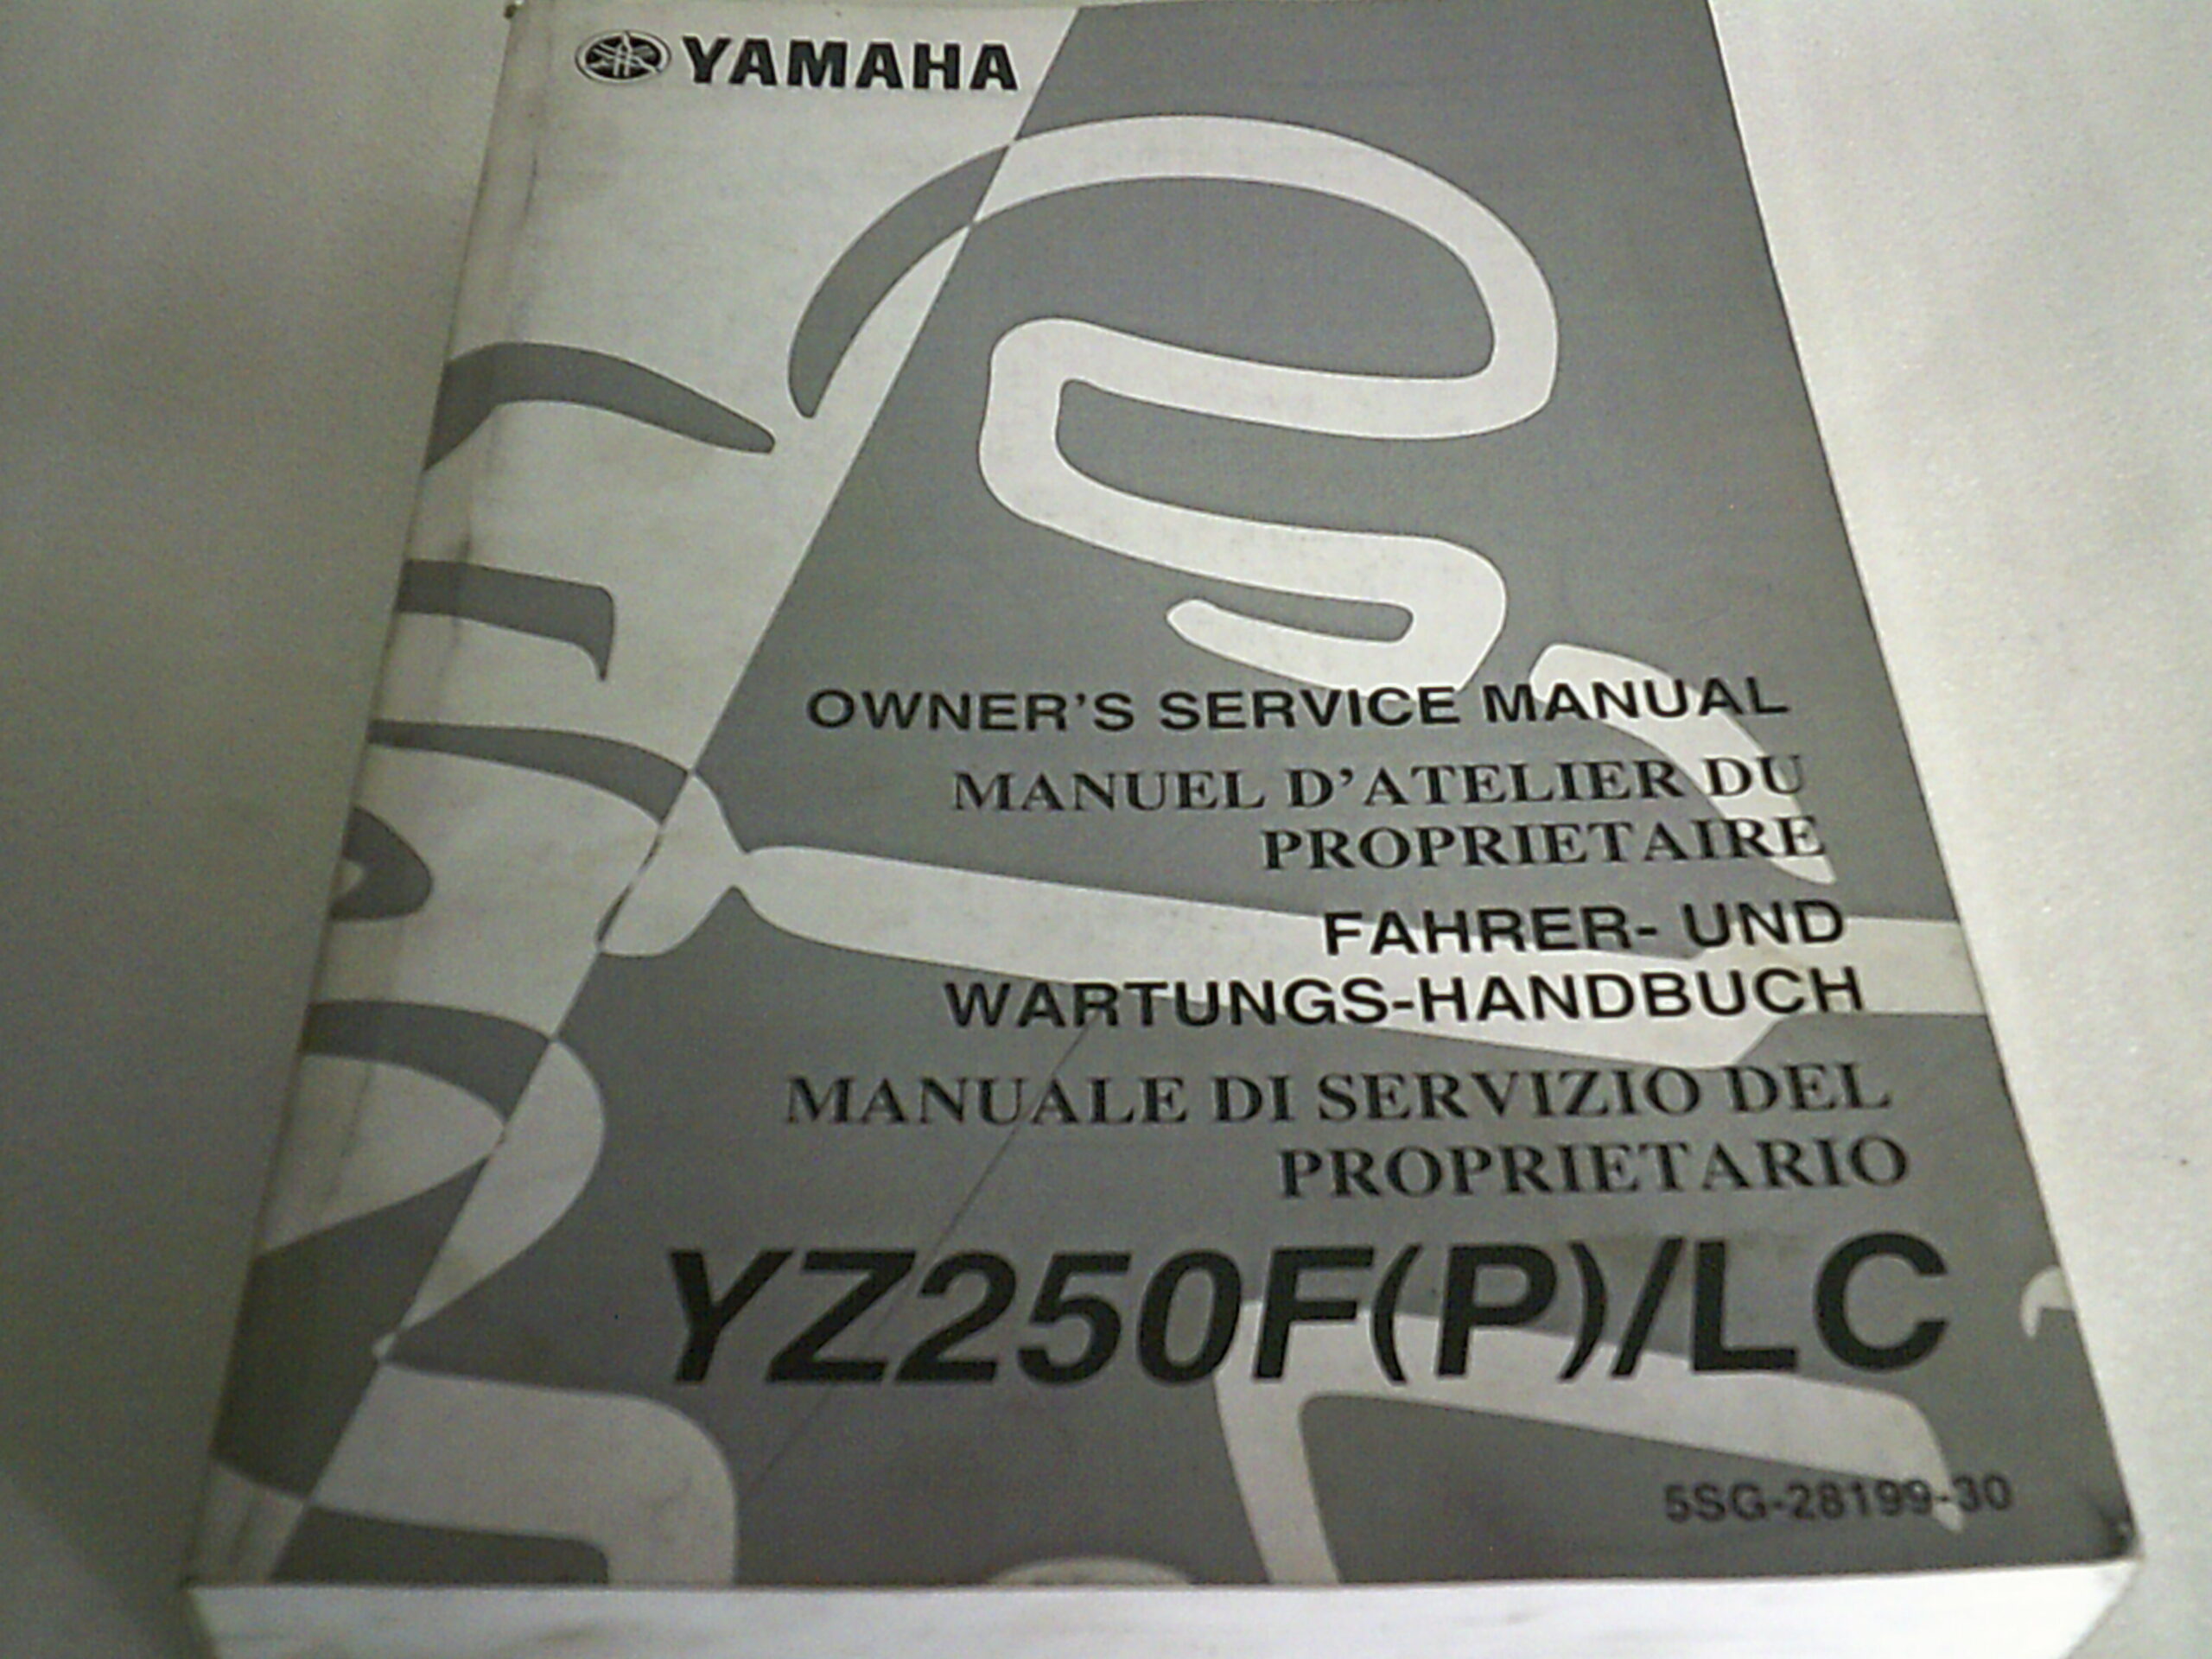 YAMAHA
OWNER'S SERVICE MANUAL
MANUEL D'ATELIER DU
PROPRIETAIRE
FAHRER- UND
WARTUNGS-HANDBUCH
MANUALE DI SERVIZIO DEL
PROPRIETARIO
YZ250F(P)/LC
5SG-28199-30